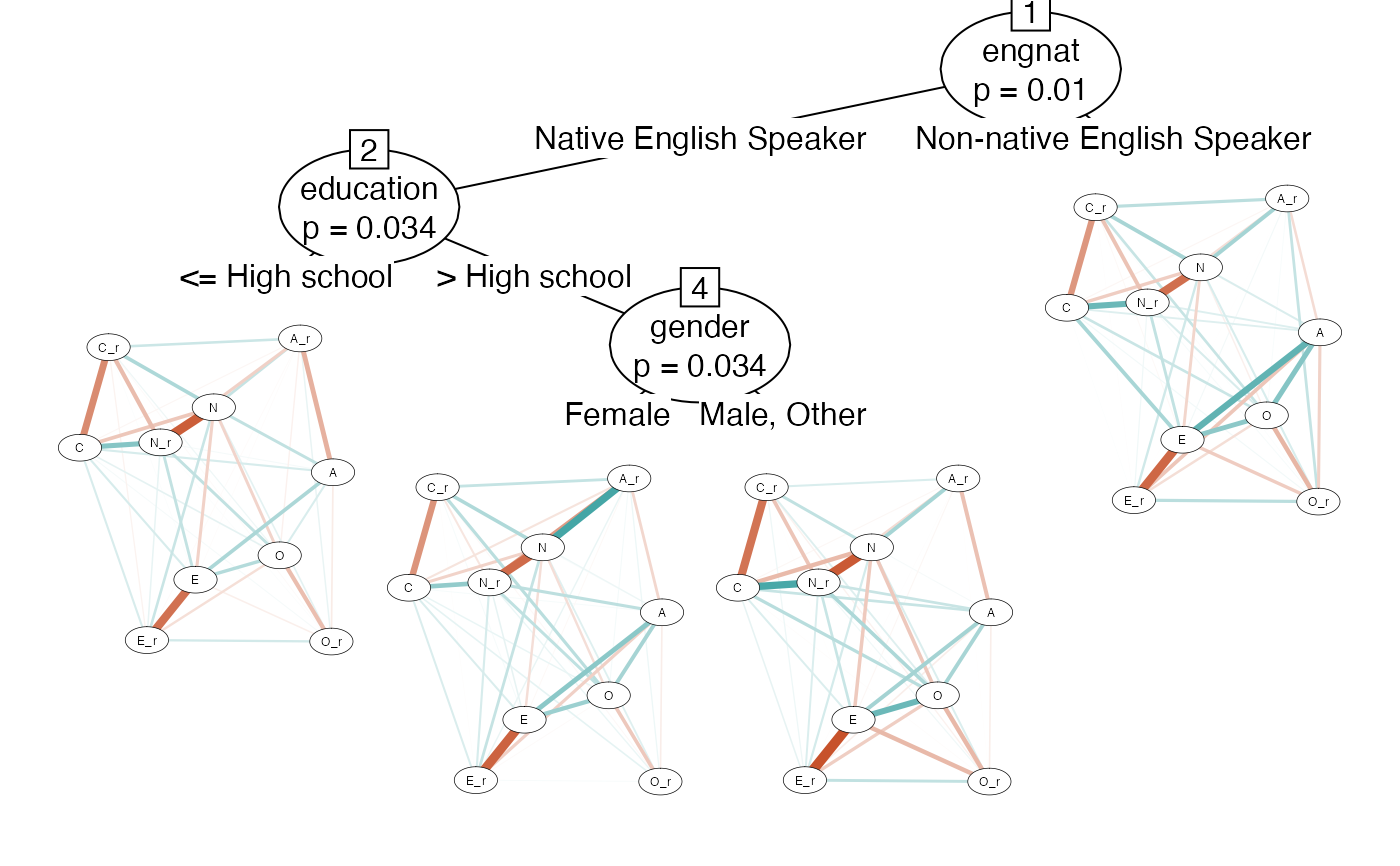 1
engnat
p = 0.01
Native English Speaker
Non-native English Speaker
2
education
p = 0.034
<= High school
> High school
4
gender
p = 0.034
Female
Male, Other
C_r
A_r
N
N_r
C
A
O
E
E_r
O_r
C_r
A_r
N
N_r
C
A
O
E
E_r
O_r
C_r
A_r
N
N_r
C
A
O
E
E_r
O_r
C_r
A_r
N
N_r
C
A
O
E
E_r
O_r